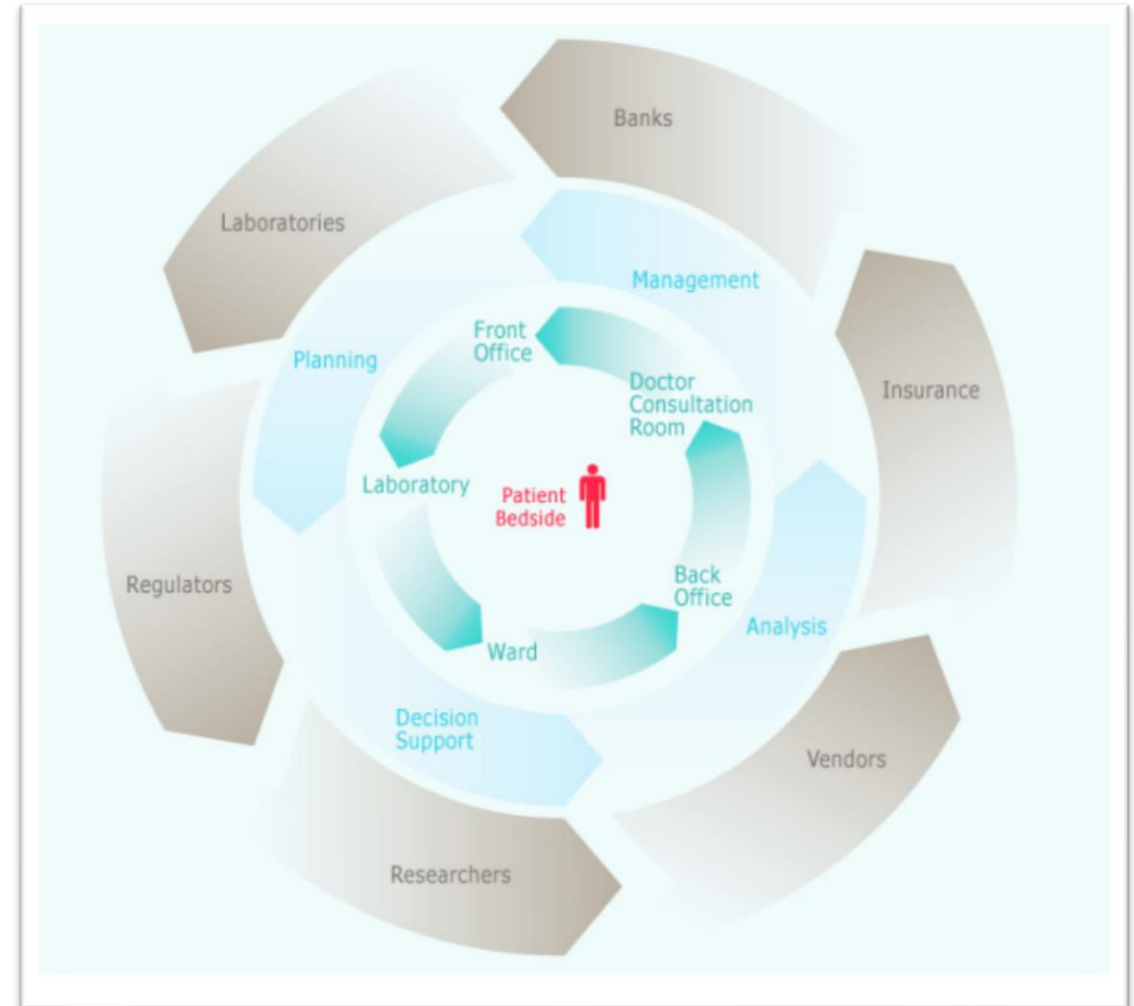 Banks
Laboratories
Management
Front
Office
Planning
Doctor
Consultation
Room
Insurance
Laboratory
Patient
Bedside
Regulators
Back
Office
Analysis
Ward
Decision
Support
Vendors
Researchers